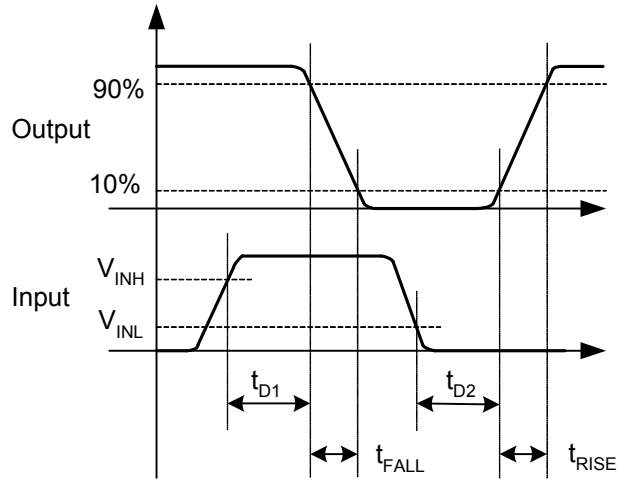 90%
Output
10%
V_INH
Input
V_INL
t_D1
t_D2
t_FALL
t_RISE